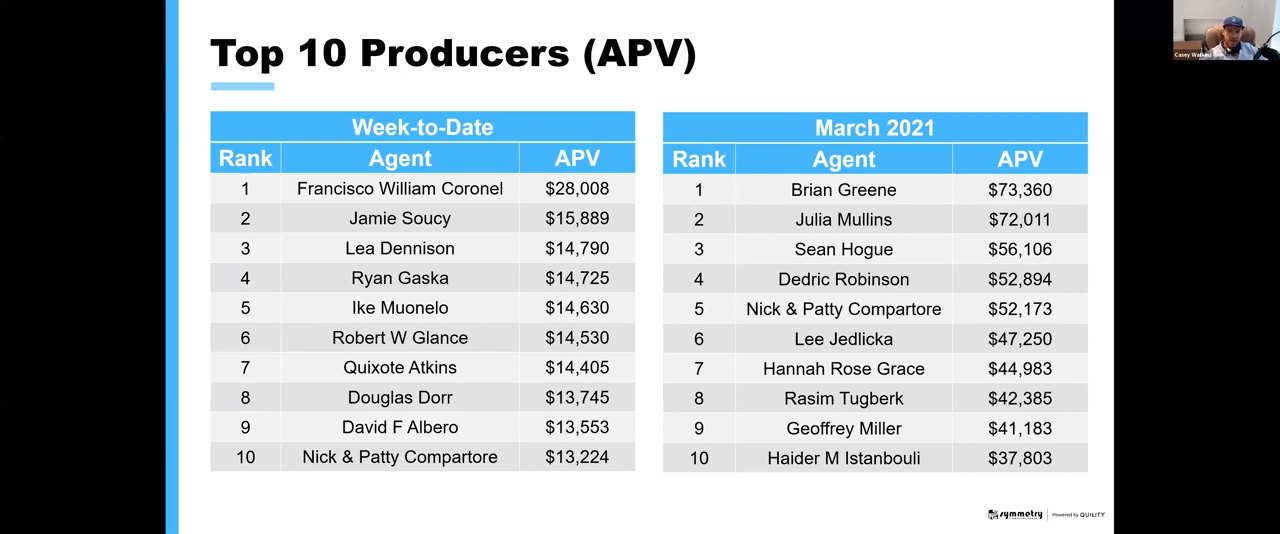 Top 10 Producers (APV)
Week-to-Date
Rank Agent APV
1 Francisco William Coronel $28,008
2 Jamie Soucy $15,889
3 Lea Dennison $14,790
4 Ryan Gaska $14,725
5 Ike Muonelo $14,630
6 Robert W Glance $14,530
7 Quixote Atkins $14,405
8 Douglas Dorr $13,745
9 David F Albero $13,553
10 Nick & Patty Compartore $13,224
March 2021
Rank Agent APV
1 Brian Greene $73,360
2 Julia Mullins $72,011
3 Sean Hogue $56,106
4 Dedric Robinson $52,894
5 Nick & Patty Compartore $52,173
6 Lee Jedlicka $47,250
7 Hannah Rose Grace $44,983
8 Rasim Tugberk $42,385
9 Geoffrey Miller $41,183
10 Haider M Istanbouli $37,803
Casey Watkins
symmetry
Powered by QUILITY